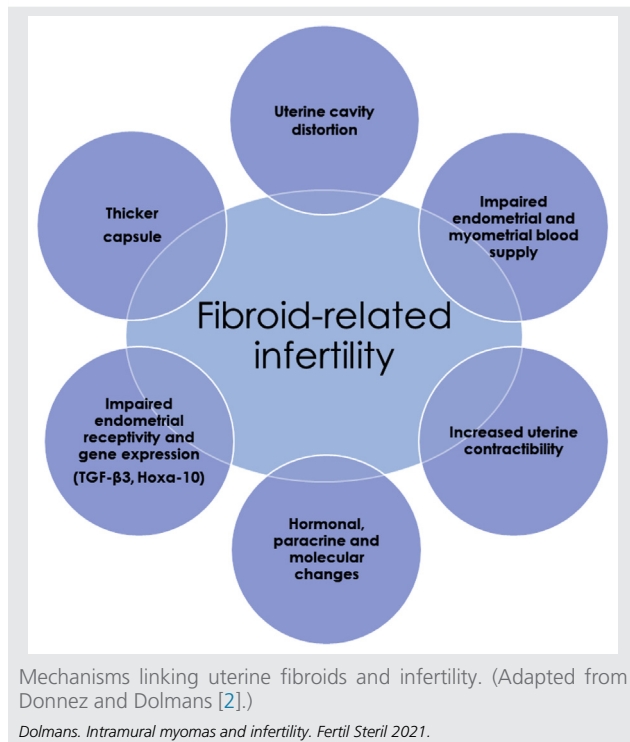 Uterine cavity
distortion
Thicker
capsule
Impaired
endometrial and
myometrial blood
supply
Fibroid-related
infertility
Impaired
endometrial
receptivity and
gene expression
(TGF-β3, Hoxa-10)
Increased uterine
contractibility
Hormonal,
paracrine and
molecular
changes
Mechanisms linking uterine fibroids and infertility. (Adapted from
Donnez and Dolmans [2].)
Dolmans. Intramural myomas and infertility. Fertil Steril 2021.